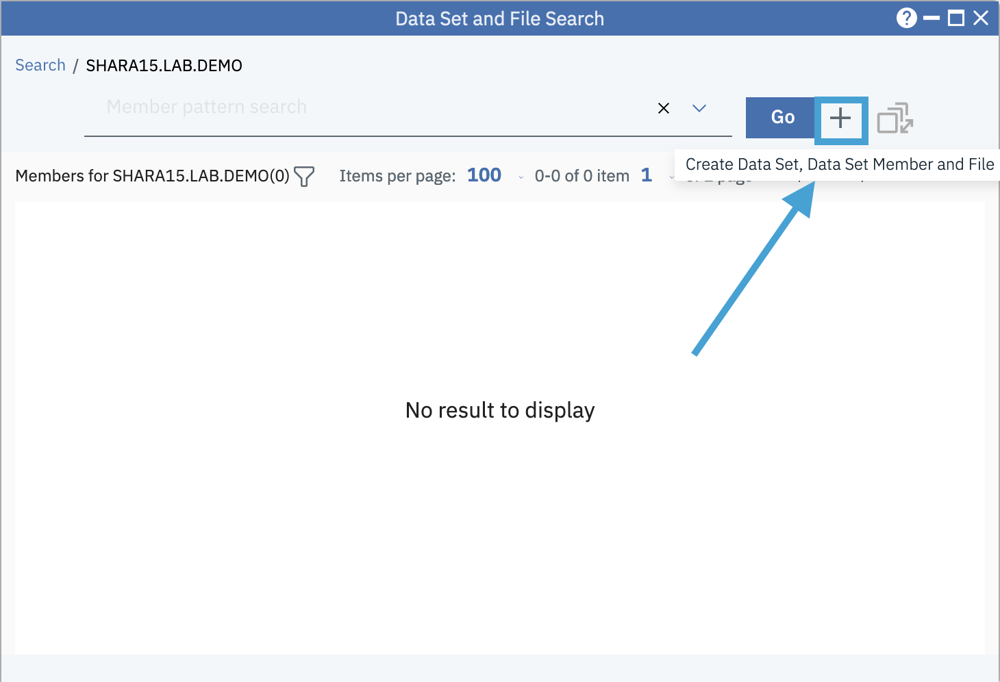 Data Set and File Search
Search / SHARA15.LAB.DEMO
Member pattern search
Go
Create Data Set, Data Set Member and File
Members for SHARA15.LAB.DEMO(0) Items per page: 100 0-0 of 0 item 1
No result to display